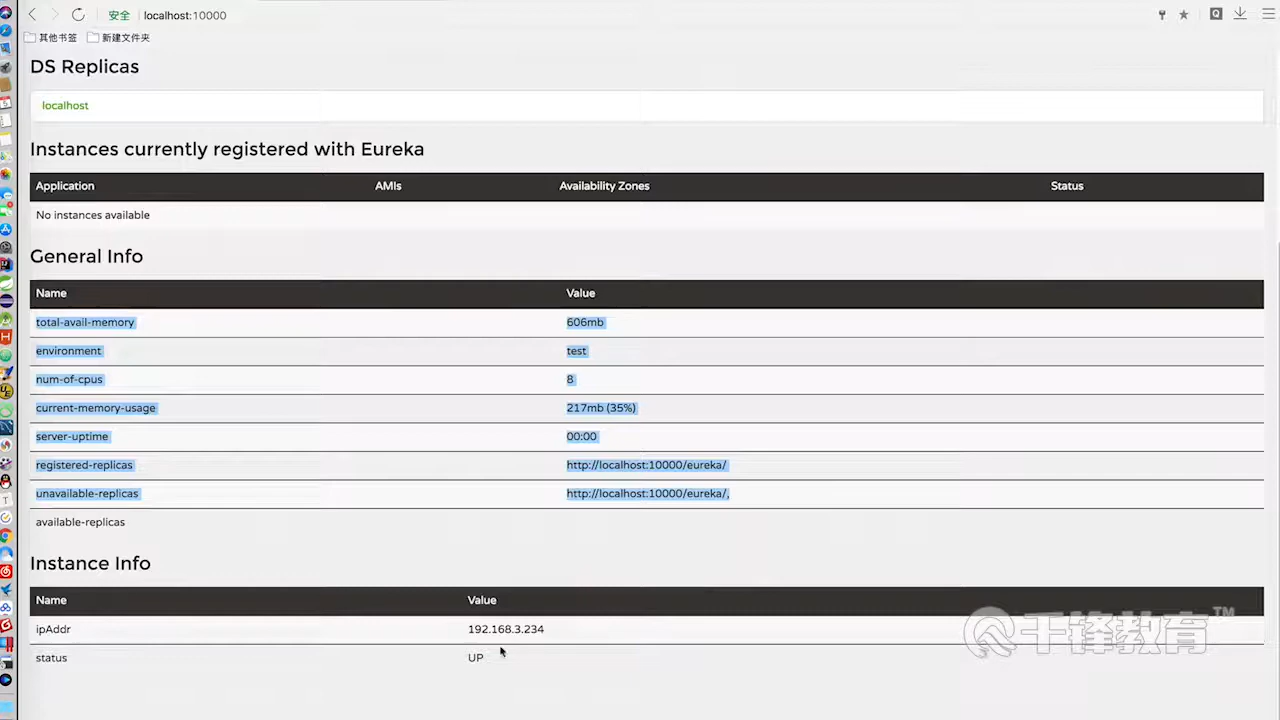 安全 localhost:10000
其他书签 新建文件夹
DS Replicas
localhost
Instances currently registered with Eureka
Application AMIs Availability Zones Status
No instances available
General Info
Name Value
total-avail-memory 606mb
environment test
num-of-cpus 8
current-memory-usage 217mb (35%)
server-uptime 00:00
registered-replicas http://localhost:10000/eureka/
unavailable-replicas http://localhost:10000/eureka/,
available-replicas
Instance Info
Name Value
ipAddr 192.168.3.234
千锋教育™
status UP